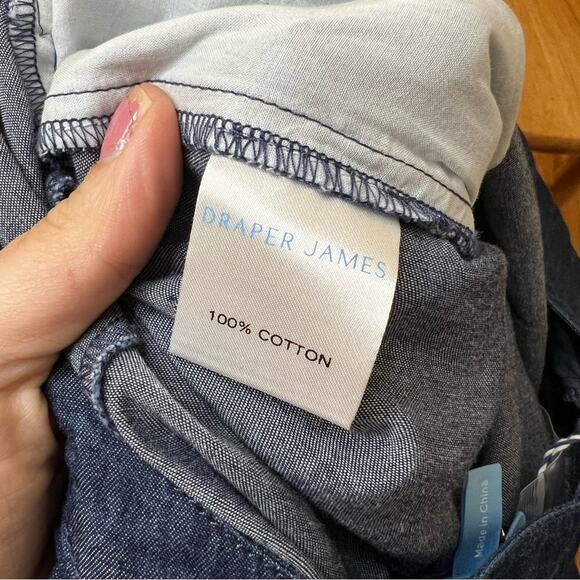 DRAPER JAMES
100% COTTON
Made in China